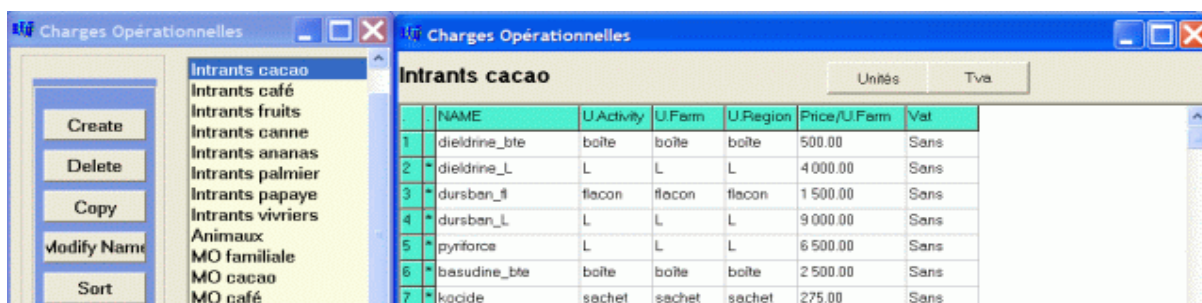 Charges Opérationnelles
Create
Delete
Copy
Modify Name
Sort
Intrants cacao
Intrants café
Intrants fruits
Intrants canne
Intrants ananas
Intrants palmier
Intrants papaye
Intrants vivriers
Animaux
MO familiale
MO cacao
MO café
Charges Opérationnelles
Intrants cacao Unités Tva
. . NAME U.Activity U.Farm U.Region Price/U.Farm Vat
1 dieldrine_bte boîte boîte boîte 500.00 Sans
2 * dieldrine_L L L L 4 000.00 Sans
3 * dursban_fl flacon flacon flacon 1 500.00 Sans
4 * dursban_L L L L 9 000.00 Sans
5 * pyriforce L L L 6 500.00 Sans
6 * basudine_bte boîte boîte boîte 2 500.00 Sans
7 * kocide sachet sachet sachet 275.00 Sans